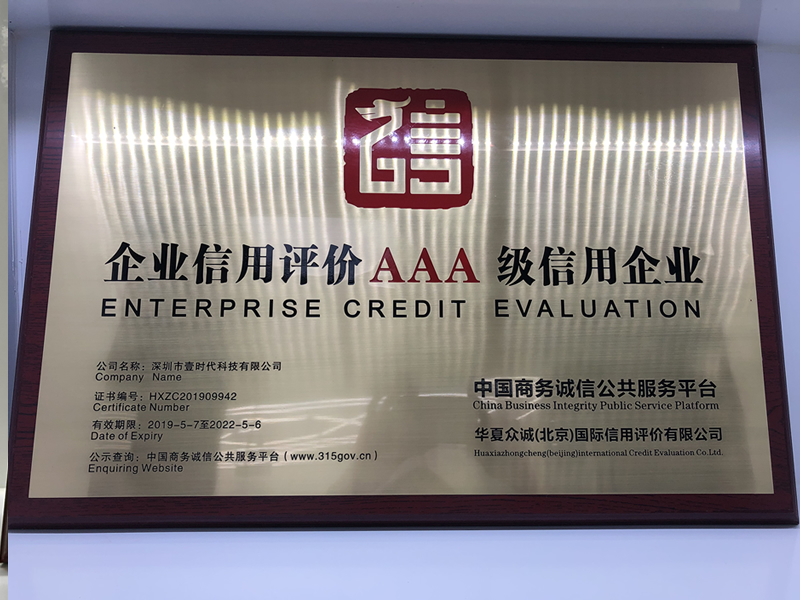 信
企业信用评价AAA级信用企业
ENTERPRISE CREDIT EVALUATION
公司名称：深圳市壹时代科技有限公司
Company Name
证书编号：HXZC201909942
Certificate Number
有效期限：2019-5-7至2022-5-6
Date of Expiry
公示查询：中国商务诚信公共服务平台（www.315gov.cn）
Enquiring Website
中国商务诚信公共服务平台
China Business Integrity Public Service Platform
华夏众诚(北京)国际信用评价有限公司
Huaxiazhongcheng(beijing)international Credit Evaluation Co.Ltd.